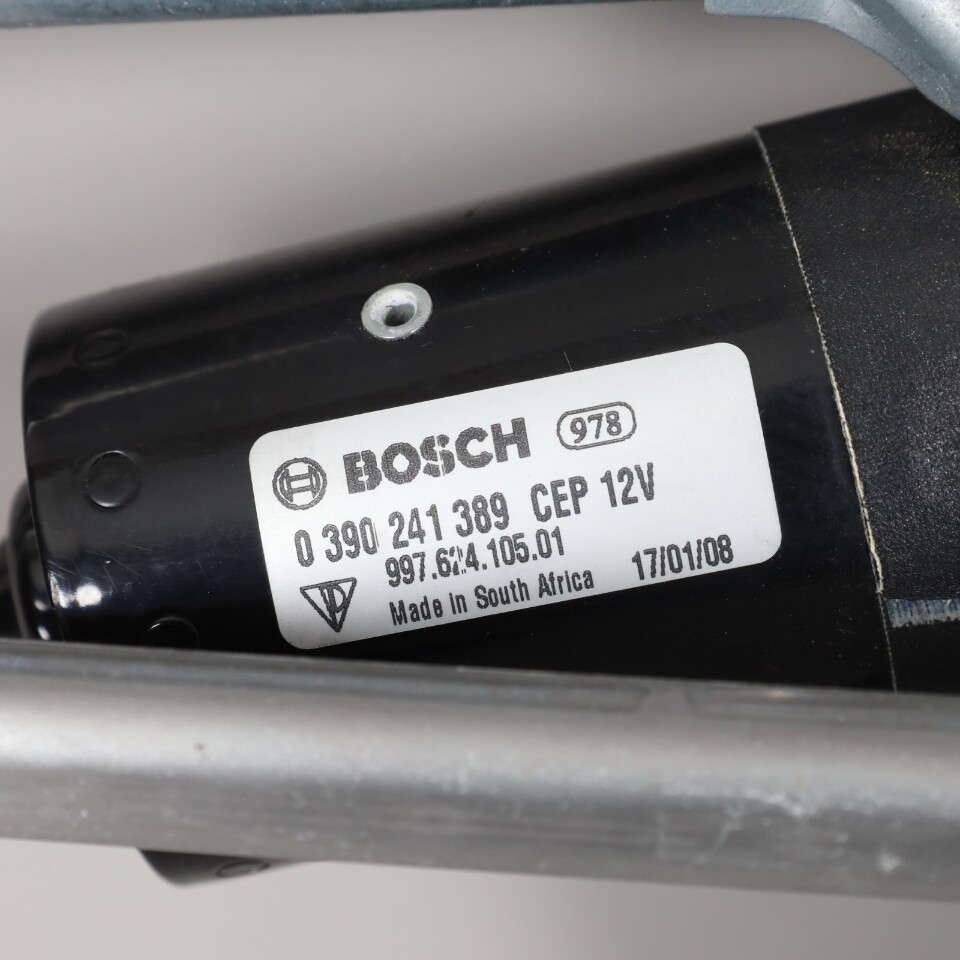 BOSCH 978
0 390 241 389 CEP 12V
997.624.105.01
Made in South Africa 17/01/08